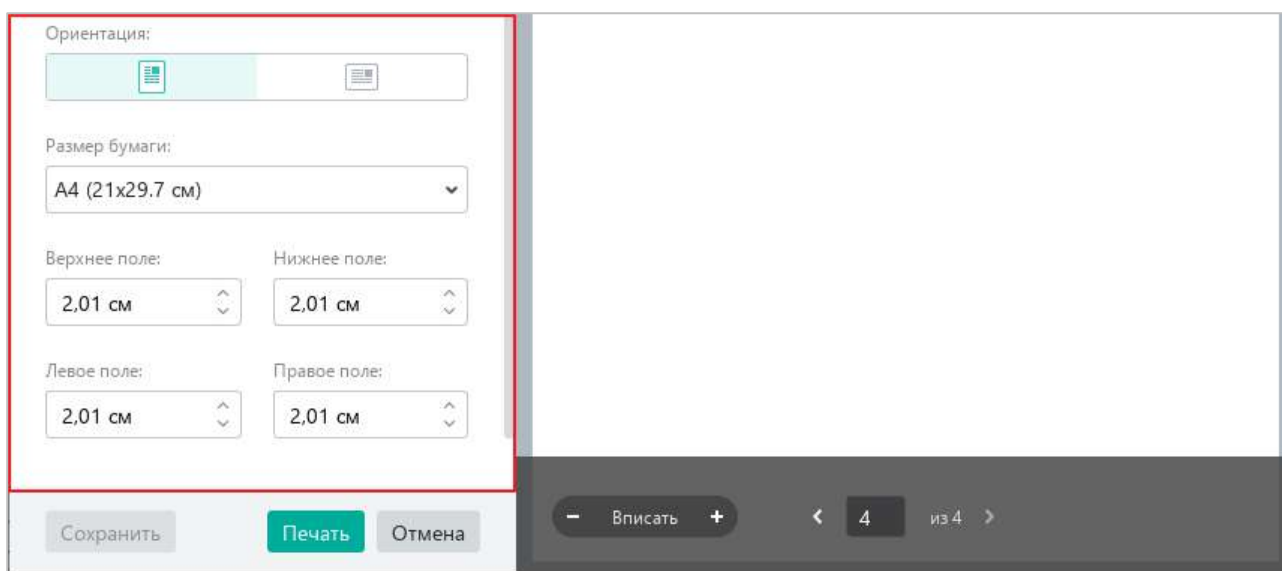 Ориентация:
Размер бумаги:
A4 (21x29.7 см)
Верхнее поле: Нижнее поле:
2,01 см 2,01 см
Левое поле: Правое поле:
2,01 см 2,01 см
Сохранить Печать Отмена
− Вписать + 4 из 4